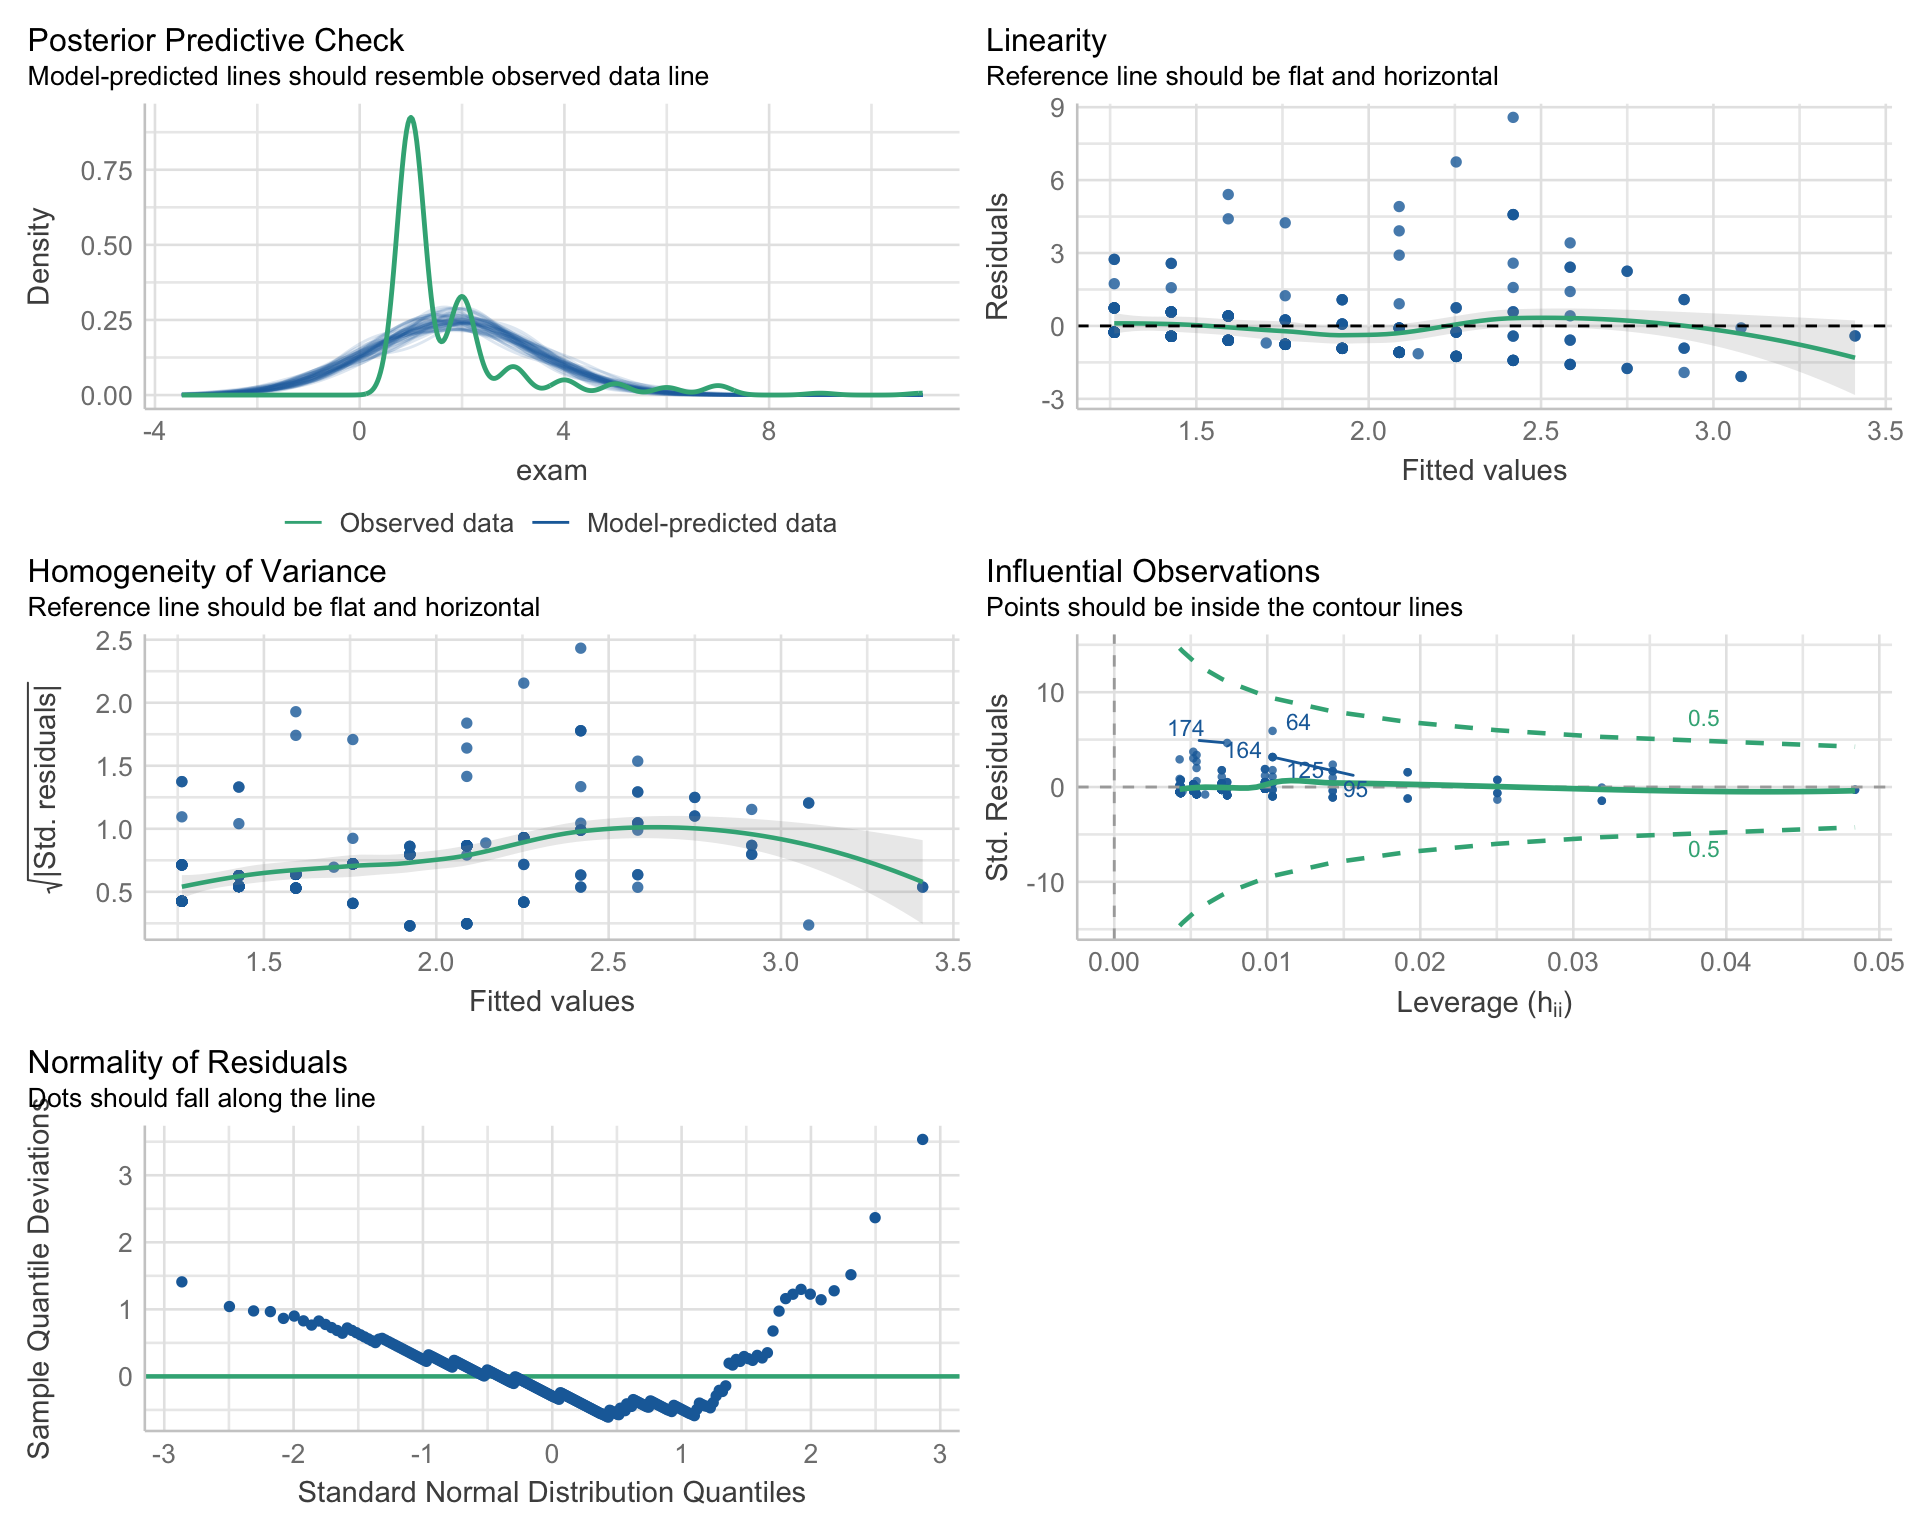 Posterior Predictive Check
Model-predicted lines should resemble observed data line
Density
0.75
0.50
0.25
0.00
-4 0 4 8
exam
Observed data Model-predicted data
Linearity
Reference line should be flat and horizontal
Residuals
9
6
3
0
-3
1.5 2.0 2.5 3.0 3.5
Fitted values
Homogeneity of Variance
Reference line should be flat and horizontal
√|Std. residuals|
2.5
2.0
1.5
1.0
0.5
1.5 2.0 2.5 3.0 3.5
Fitted values
Influential Observations
Points should be inside the contour lines
Std. Residuals
10
0
-10
0.5
174
64
164
125
95
0.5
0.00 0.01 0.02 0.03 0.04 0.05
Leverage (hii)
Normality of Residuals
Dots should fall along the line
Sample Quantile Deviations
3
2
1
0
-3 -2 -1 0 1 2 3
Standard Normal Distribution Quantiles